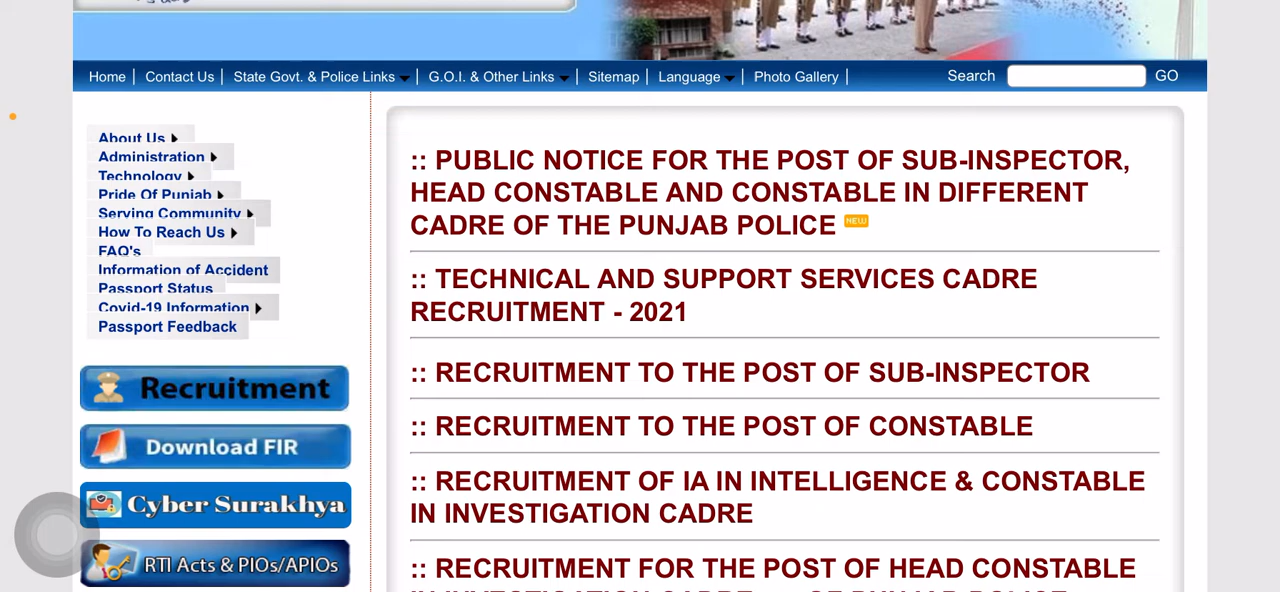 Home | Contact Us | State Govt. & Police Links | G.O.I. & Other Links | Sitemap | Language | Photo Gallery | Search GO
About Us
Administration
Technology
Pride Of Punjab
Serving Community
How To Reach Us
FAQ's
Information of Accident
Passport Status
Covid-19 Information
Passport Feedback
Recruitment
Download FIR
Cyber Surakhya
RTI Acts & PIOs/APIOs
:: PUBLIC NOTICE FOR THE POST OF SUB-INSPECTOR,
HEAD CONSTABLE AND CONSTABLE IN DIFFERENT
CADRE OF THE PUNJAB POLICE NEW
:: TECHNICAL AND SUPPORT SERVICES CADRE
RECRUITMENT - 2021
:: RECRUITMENT TO THE POST OF SUB-INSPECTOR
:: RECRUITMENT TO THE POST OF CONSTABLE
:: RECRUITMENT OF IA IN INTELLIGENCE & CONSTABLE
IN INVESTIGATION CADRE
:: RECRUITMENT FOR THE POST OF HEAD CONSTABLE